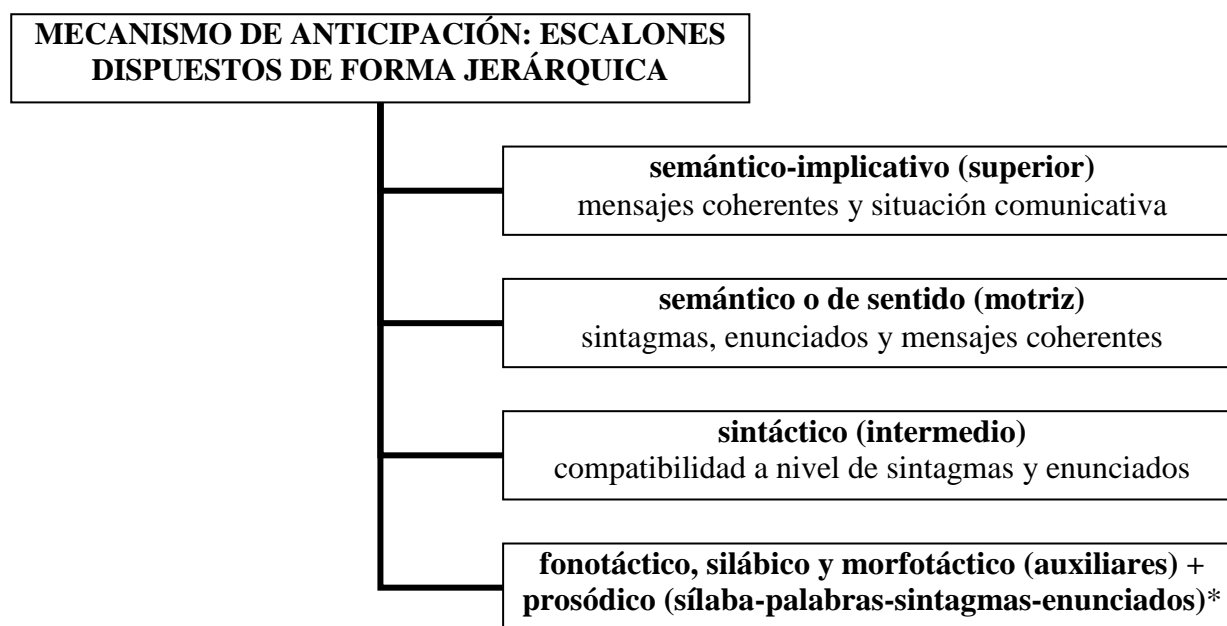 MECANISMO DE ANTICIPACIÓN: ESCALONES
DISPUESTOS DE FORMA JERÁRQUICA
semántico-implicativo (superior)
mensajes coherentes y situación comunicativa
semántico o de sentido (motriz)
sintagmas, enunciados y mensajes coherentes
sintáctico (intermedio)
compatibilidad a nivel de sintagmas y enunciados
fonotáctico, silábico y morfotáctico (auxiliares) +
prosódico (sílaba-palabras-sintagmas-enunciados)*